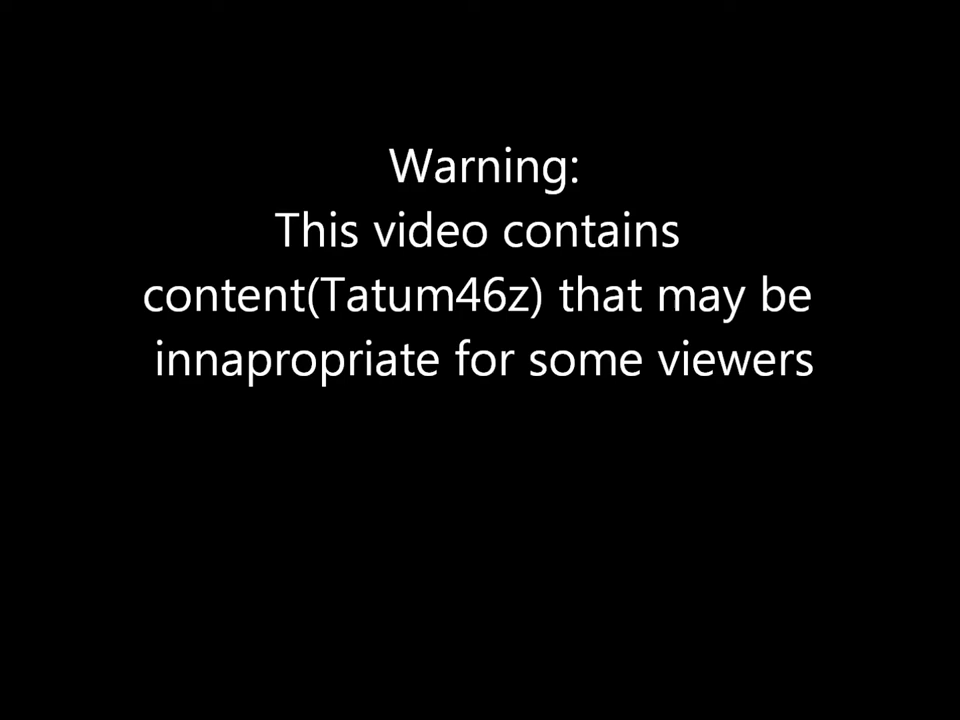 Warning:
This video contains
content(Tatum46z) that may be
innapropriate for some viewers